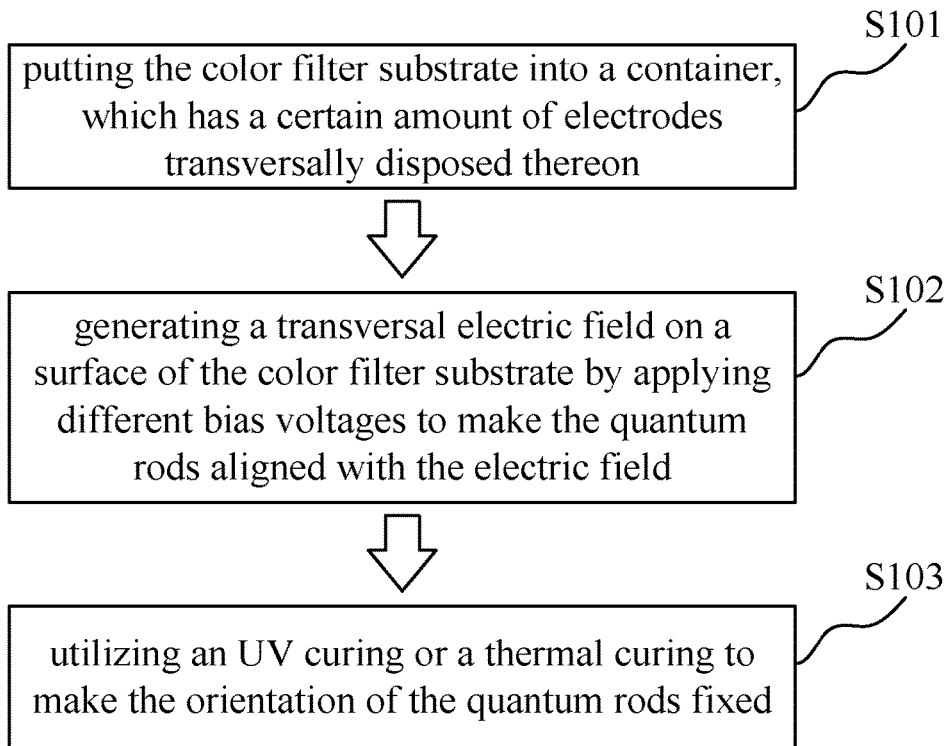 S101
putting the color filter substrate into a container,
which has a certain amount of electrodes
transversally disposed thereon
S102
generating a transversal electric field on a
surface of the color filter substrate by applying
different bias voltages to make the quantum
rods aligned with the electric field
S103
utilizing an UV curing or a thermal curing to
make the orientation of the quantum rods fixed